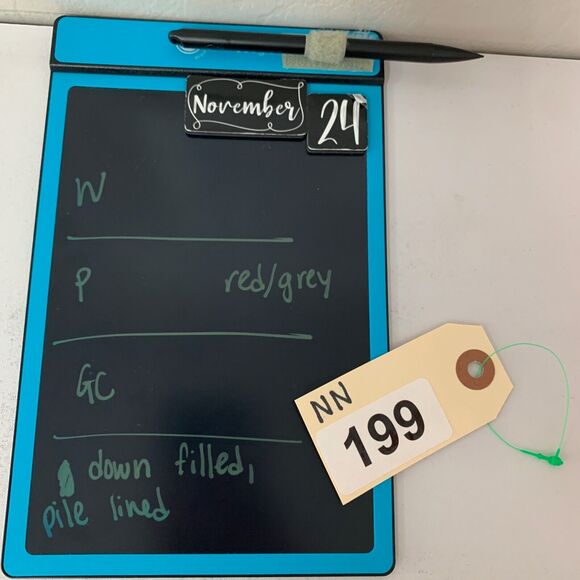 November 24
W
P red/grey
GC
down filled,
pile lined
NN
199